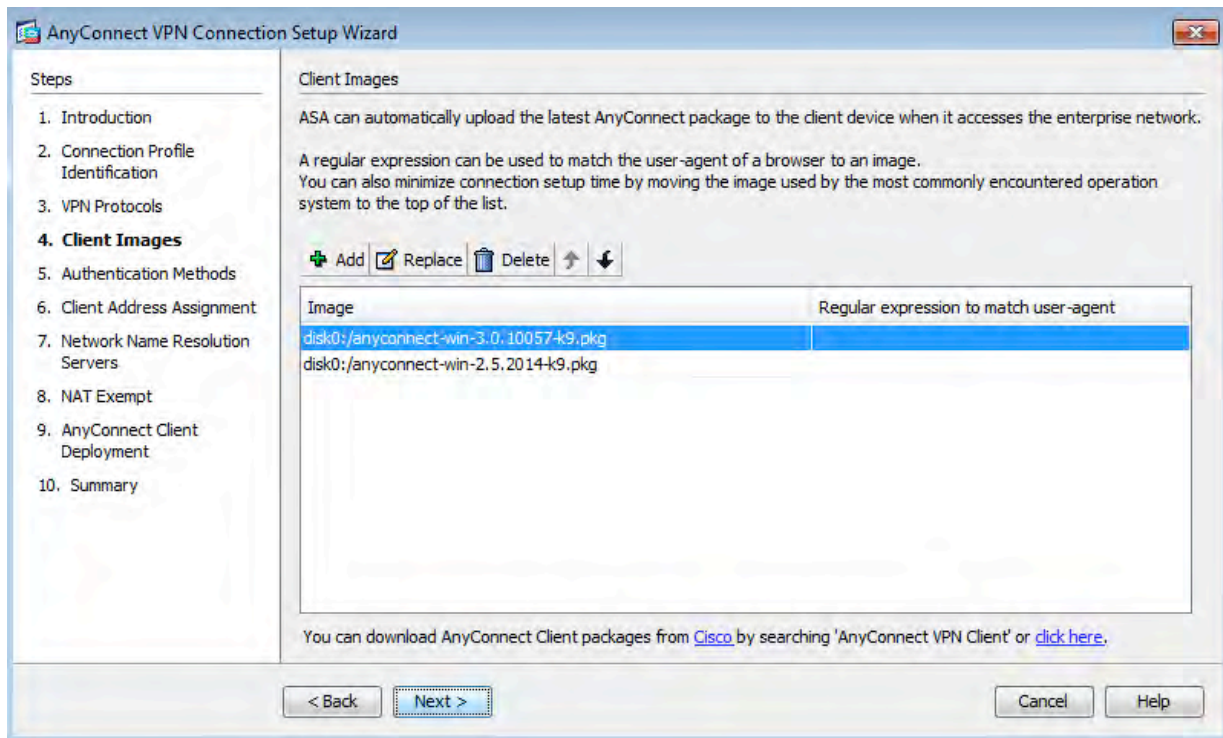 AnyConnect VPN Connection Setup Wizard
Steps
1. Introduction
2. Connection Profile
Identification
3. VPN Protocols
4. Client Images
5. Authentication Methods
6. Client Address Assignment
7. Network Name Resolution
Servers
8. NAT Exempt
9. AnyConnect Client
Deployment
10. Summary
Client Images
ASA can automatically upload the latest AnyConnect package to the client device when it accesses the enterprise network.
A regular expression can be used to match the user-agent of a browser to an image.
You can also minimize connection setup time by moving the image used by the most commonly encountered operation
system to the top of the list.
Add Replace Delete
Image Regular expression to match user-agent
disk0:/anyconnect-win-3.0.10057-k9.pkg
disk0:/anyconnect-win-2.5.2014-k9.pkg
You can download AnyConnect Client packages from Cisco by searching 'AnyConnect VPN Client' or click here.
< Back Next > Cancel Help